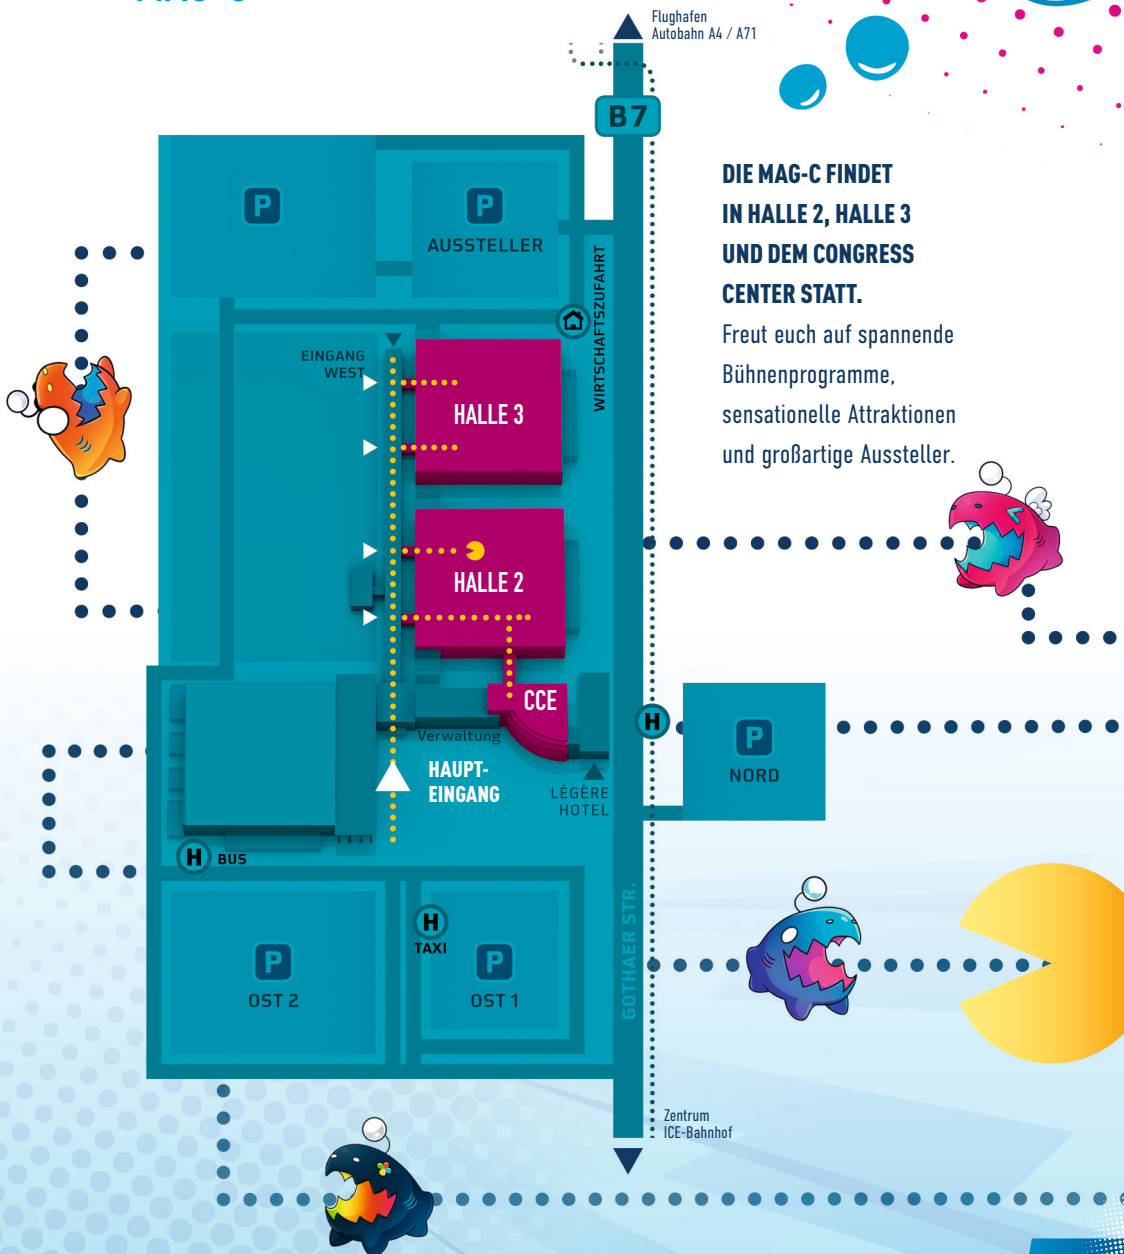 Flughafen
Autobahn A4 / A71
B7
DIE MAG-C FINDET
IN HALLE 2, HALLE 3
UND DEM CONGRESS
CENTER STATT.
Freut euch auf spannende
Bühnenprogramme,
sensationelle Attraktionen
und großartige Aussteller.
P
P
AUSSTELLER
WIRTSCHAFTSZUFAHRT
EINGANG
WEST
HALLE 3
HALLE 2
CCE
Verwaltung
HAUPT-
EINGANG
LÉGÈRE
HOTEL
H
P
NORD
H BUS
H
TAXI
P
OST 2
P
OST 1
GOTHAER STR.
Zentrum
ICE-Bahnhof